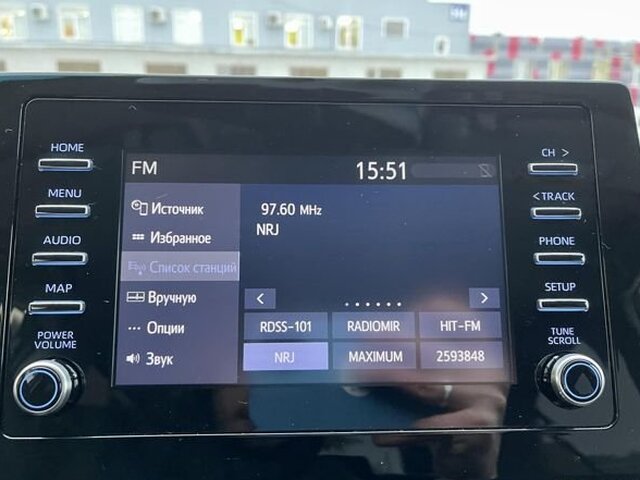 HOME
MENU
AUDIO
MAP
POWER
VOLUME
FM
15:51
Источник
Избранное
Список станций
Вручную
Опции
Звук
97.60 MHz
NRJ
<
>
RDSS-101
RADIOMIR
HIT-FM
NRJ
MAXIMUM
2593848
CH >
< TRACK
PHONE
SETUP
TUNE
SCROLL